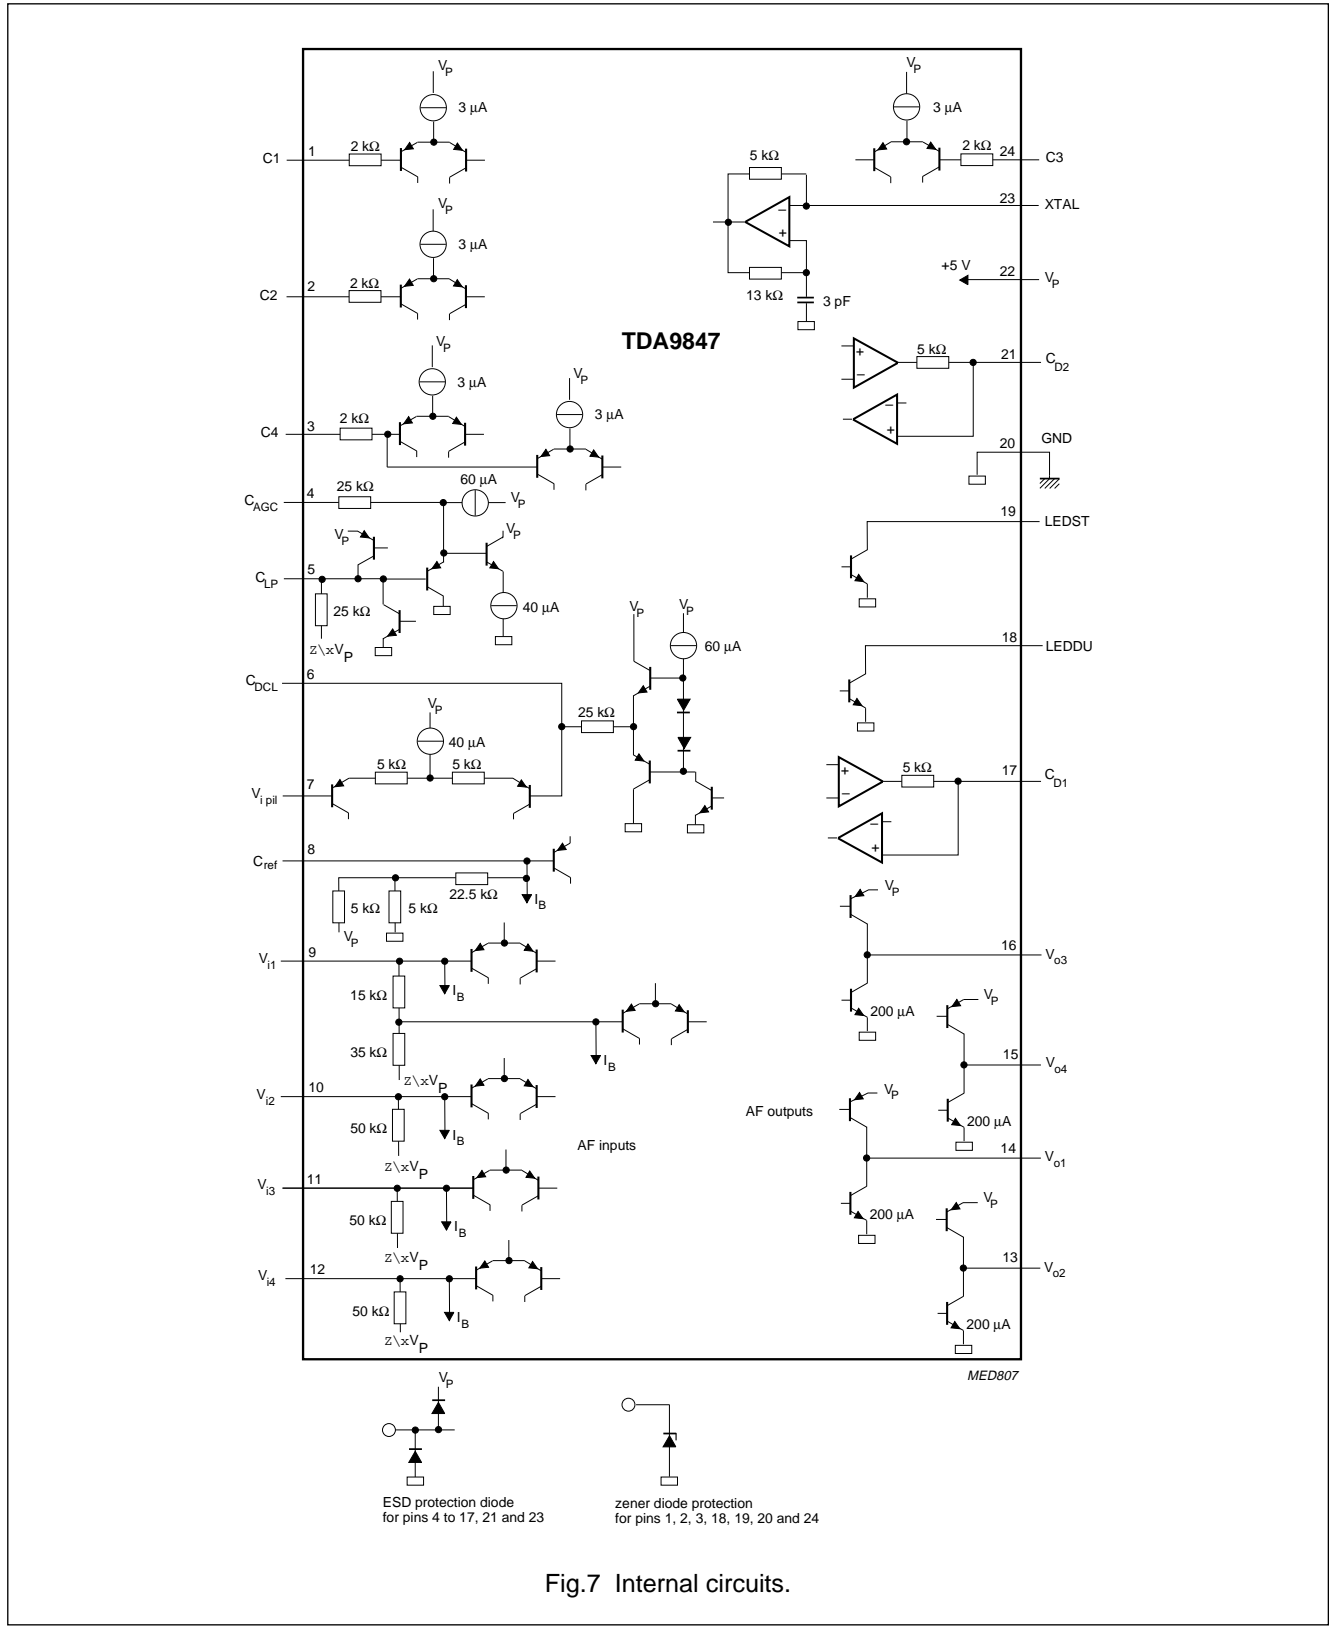 V_P
3 μA
C1
1
2 kΩ
V_P
3 μA
C2
2
2 kΩ
V_P
3 μA
C4
3
2 kΩ
V_P
3 μA
C_AGC
4
25 kΩ
60 μA
V_P
V_P
V_P
C_LP
5
25 kΩ
z\xV_P
40 μA
V_P
V_P
60 μA
C_DCL
6
25 kΩ
V_P
40 μA
5 kΩ
5 kΩ
V_i pil
7
C_ref
8
22.5 kΩ
5 kΩ
5 kΩ
V_P
I_B
V_i1
9
15 kΩ
I_B
35 kΩ
I_B
z\xV_P
V_i2
10
50 kΩ
I_B
z\xV_P
AF inputs
V_i3
11
50 kΩ
I_B
z\xV_P
V_i4
12
50 kΩ
I_B
z\xV_P
TDA9847
V_P
3 μA
2 kΩ
24
C3
5 kΩ
23
XTAL
−
+
13 kΩ
3 pF
+5 V
22
V_P
+
−
5 kΩ
21
C_D2
−
+
20
GND
19
LEDST
18
LEDDU
+
−
5 kΩ
17
C_D1
−
+
V_P
16
V_o3
200 μA
V_P
15
V_o4
200 μA
AF outputs
V_P
14
V_o1
200 μA
V_P
13
V_o2
200 μA
MED807
V_P
ESD protection diode
for pins 4 to 17, 21 and 23
zener diode protection
for pins 1, 2, 3, 18, 19, 20 and 24
Fig.7 Internal circuits.